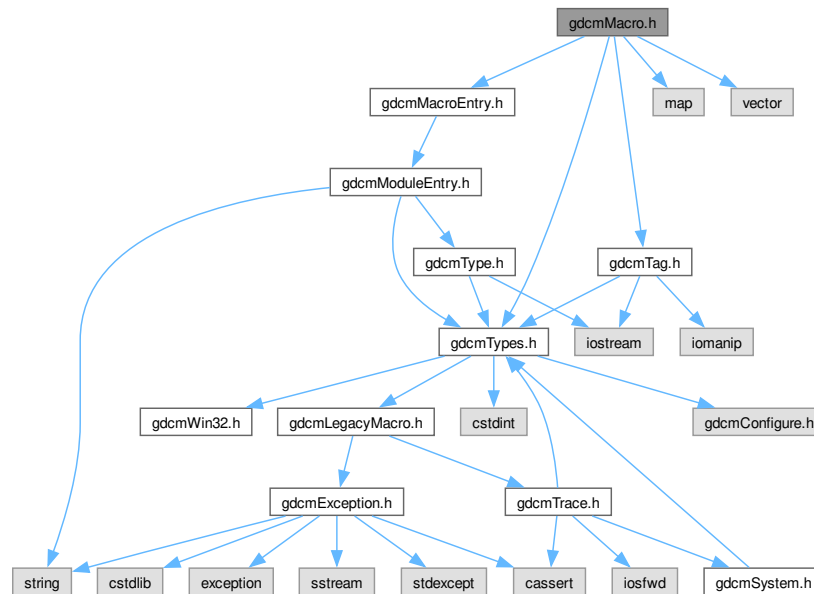 gdcmMacro.h
gdcmMacroEntry.h
map
vector
gdcmModuleEntry.h
gdcmType.h
gdcmTag.h
gdcmTypes.h
iostream
iomanip
gdcmWin32.h
gdcmLegacyMacro.h
cstdint
gdcmConfigure.h
gdcmException.h
gdcmTrace.h
string
cstdlib
exception
sstream
stdexcept
cassert
iosfwd
gdcmSystem.h